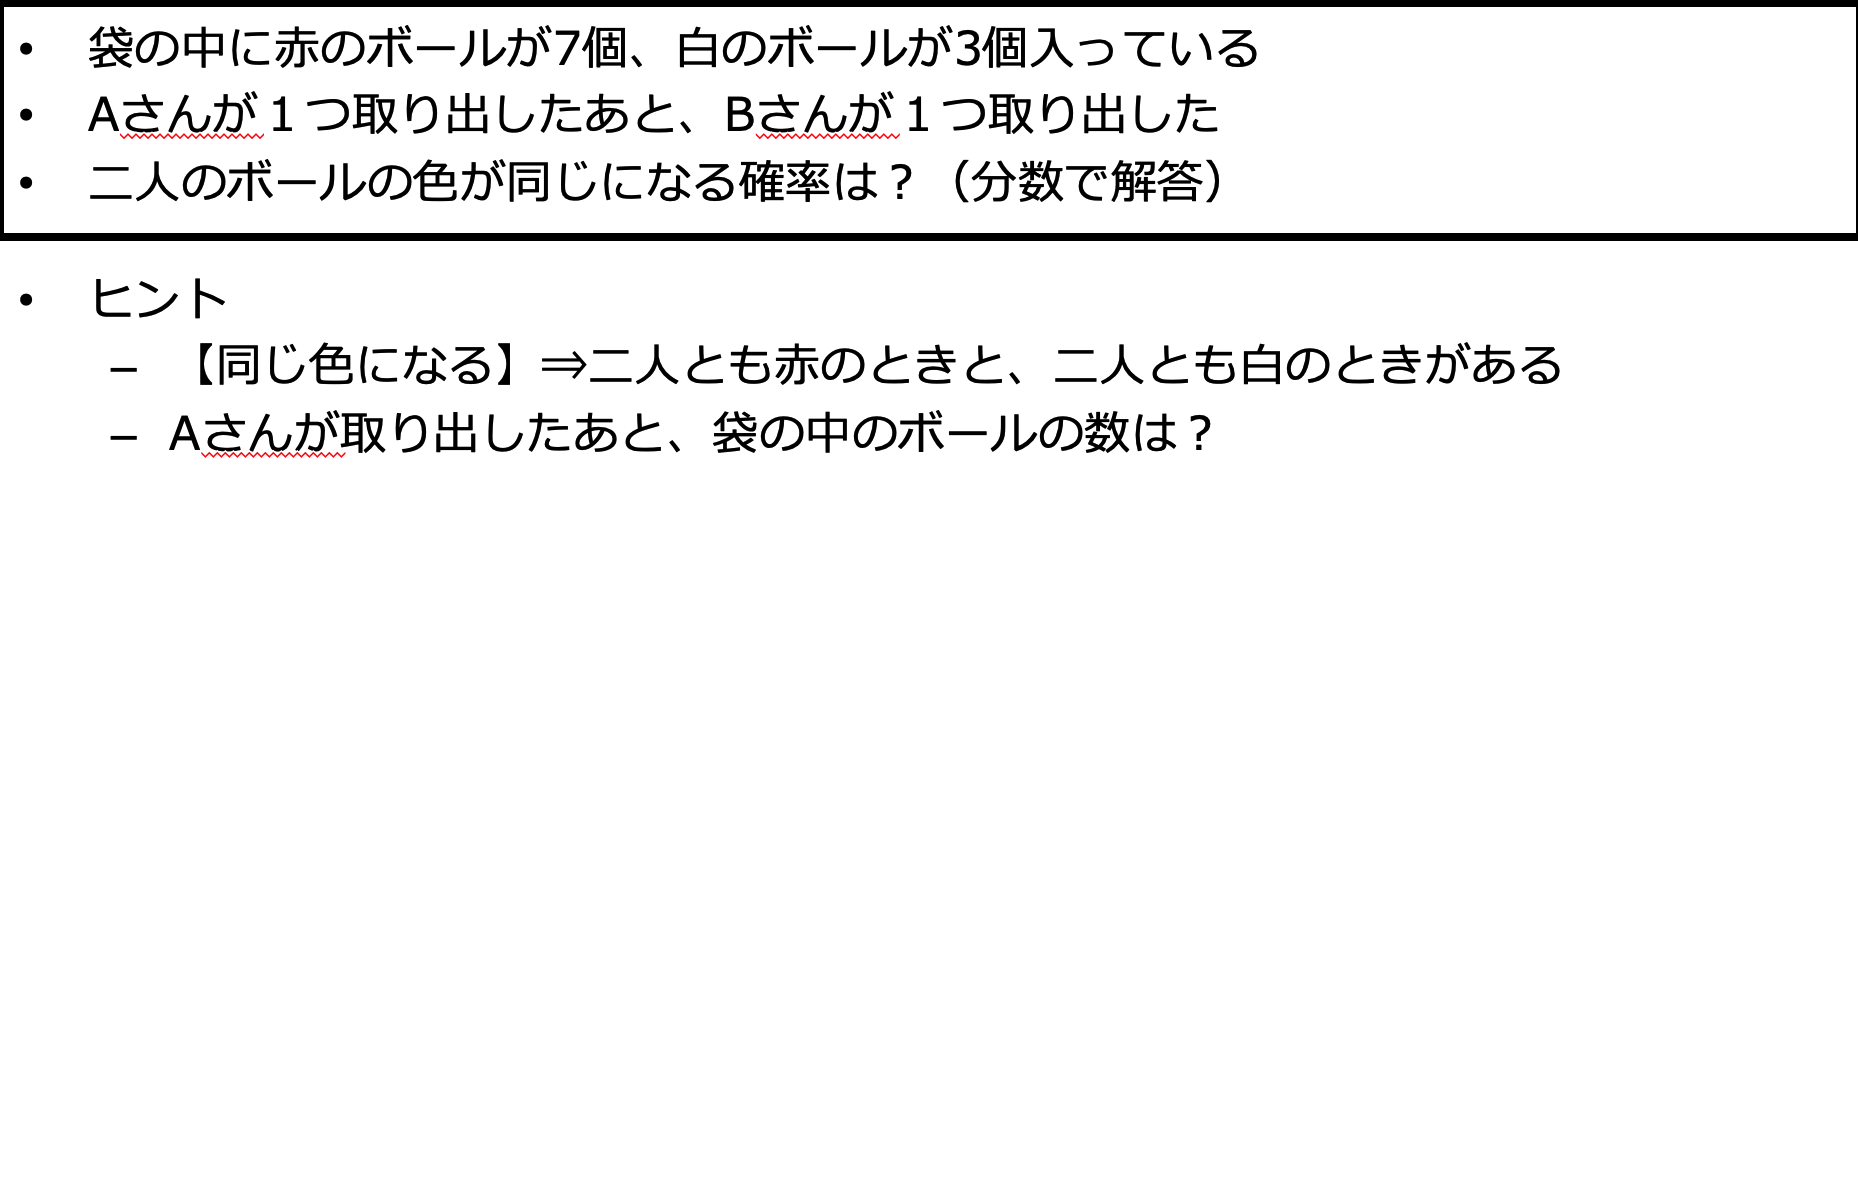 • 袋の中に赤のボールが7個、白のボールが3個入っている
• Aさんが１つ取り出したあと、Bさんが１つ取り出した
• 二人のボールの色が同じになる確率は？（分数で解答）
• ヒント
– 【同じ色になる】⇒二人とも赤のときと、二人とも白のときがある
– Aさんが取り出したあと、袋の中のボールの数は？